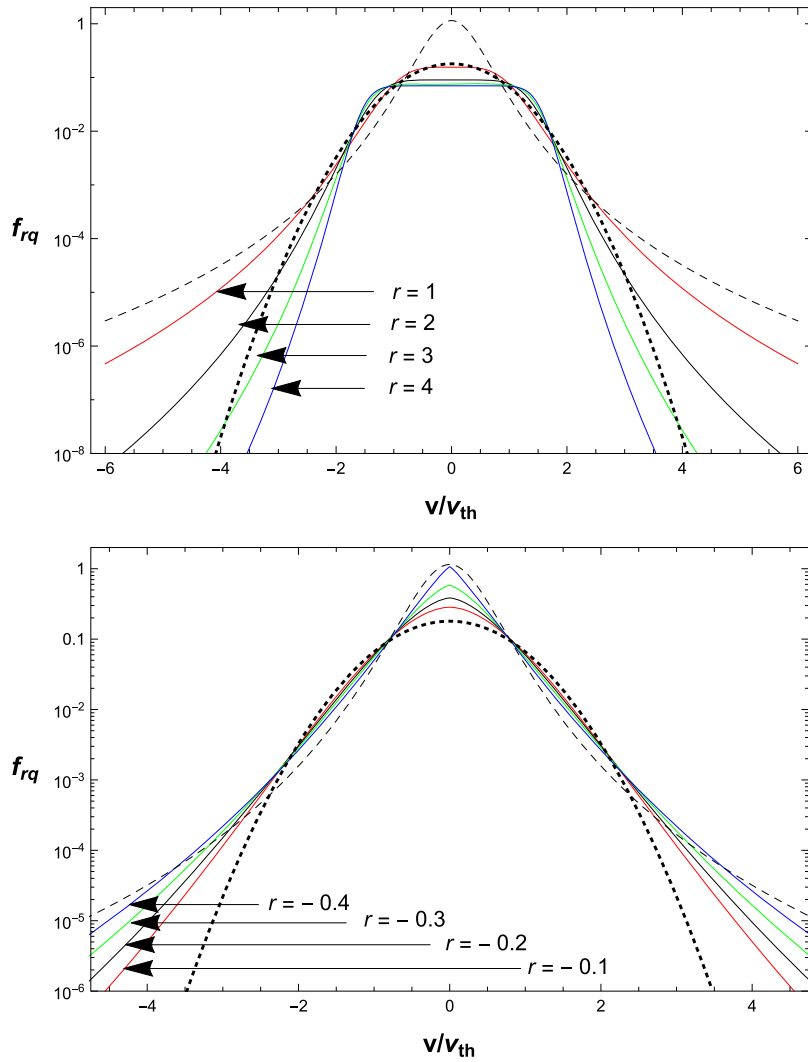 1
10⁻²
10⁻⁴
10⁻⁶
10⁻⁸
f_rq
r = 1
r = 2
r = 3
r = 4
−6 −4 −2 0 2 4 6
v/v_th
1
0.1
10⁻²
10⁻³
10⁻⁴
10⁻⁵
10⁻⁶
f_rq
r = − 0.4
r = − 0.3
r = − 0.2
r = − 0.1
−4 −2 0 2 4
v/v_th